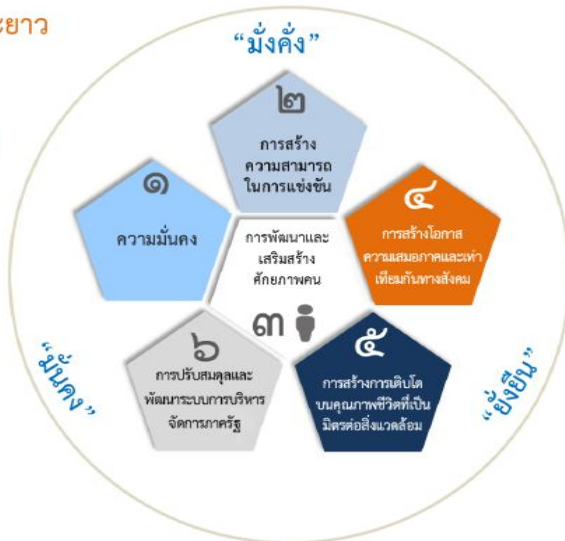 ะยาว
“มั่งคั่ง”
๒
การสร้าง
ความสามารถ
ในการแข่งขัน
๑
ความมั่นคง
๔
การสร้างโอกาส
ความเสมอภาคและเท่า
เทียมกันทางสังคม
การพัฒนาและ
เสริมสร้าง
ศักยภาพคน
๓
๖
การปรับสมดุลและ
พัฒนาระบบการบริหาร
จัดการภาครัฐ
๕
การสร้างการเติบโต
บนคุณภาพชีวิตที่เป็น
มิตรต่อสิ่งแวดล้อม
“มั่นคง”
“ยั่งยืน”